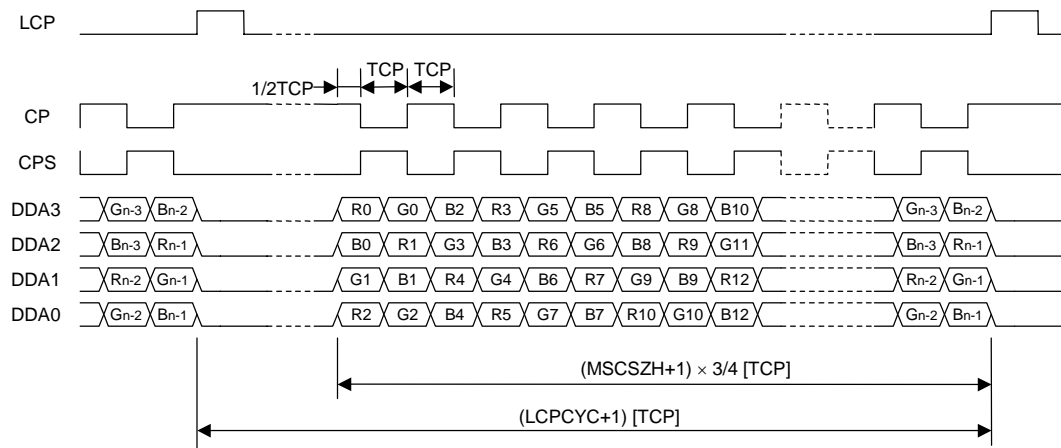 LCP
TCP TCP
1/2TCP
CP
CPS
DDA3 Gn-3 Bn-2 R0 G0 B2 R3 G5 B5 R8 G8 B10 Gn-3 Bn-2
DDA2 Bn-3 Rn-1 B0 R1 G3 B3 R6 G6 B8 R9 G11 Bn-3 Rn-1
DDA1 Rn-2 Gn-1 G1 B1 R4 G4 B6 R7 G9 B9 R12 Rn-2 Gn-1
DDA0 Gn-2 Bn-1 R2 G2 B4 R5 G7 B7 R10 G10 B12 Gn-2 Bn-1
(MSCSZH+1) × 3/4 [TCP]
(LCPCYC+1) [TCP]